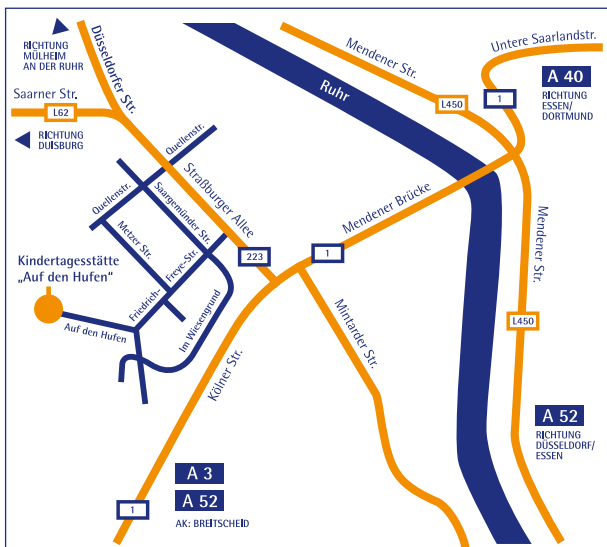 RICHTUNG
MÜLHEIM
AN DER RUHR
Düsseldorfer Str.
Saarner Str.
L62
RICHTUNG
DUISBURG
Quellenstr.
Quellenstr.
Straßburger Allee
Saargemünder Str.
Metzer Str.
Friedrich-
Freye-Str.
Im Wiesengrund
Kindertagesstätte
„Auf den Hufen“
Auf den Hufen
223
1
Mendener Brücke
Kölner Str.
Mintarder Str.
Ruhr
Mendener Str.
L450
Untere Saarlandstr.
1
A 40
RICHTUNG
ESSEN/
DORTMUND
Mendener Str.
L450
A 52
RICHTUNG
DÜSSELDORF/
ESSEN
A 3
A 52
AK: BREITSCHEID
1